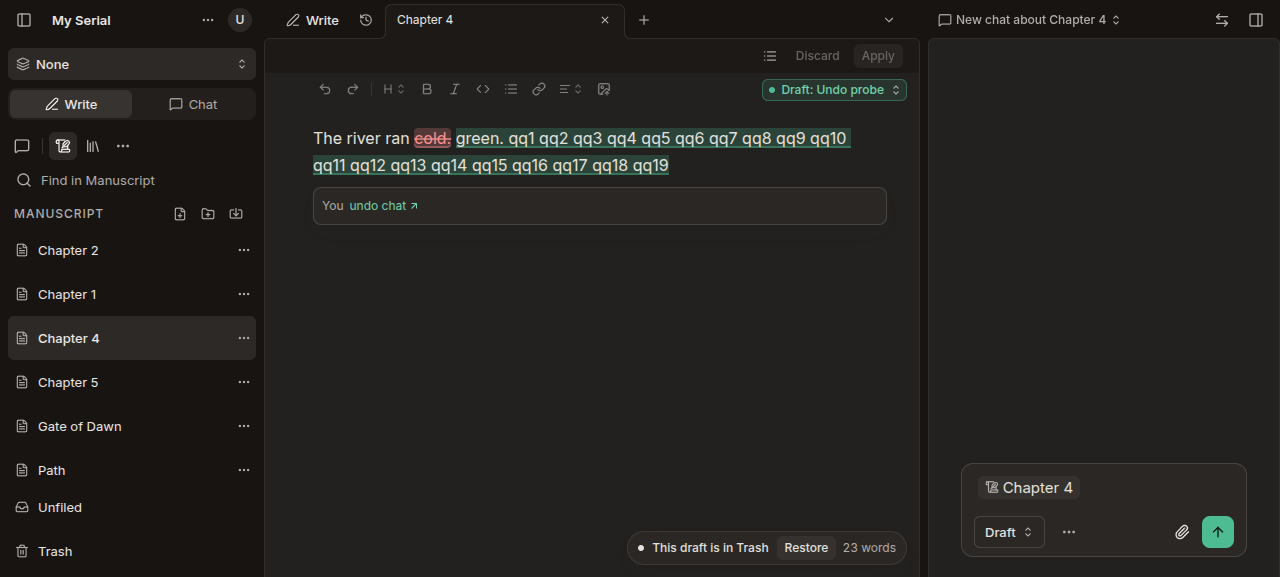 My Serial
U
None
Write
Chat
Find in Manuscript
MANUSCRIPT
Chapter 2
Chapter 1
Chapter 4
Chapter 5
Gate of Dawn
Path
Unfiled
Trash
Write
Chapter 4
Discard
Apply
H
B
I
Draft: Undo probe
The river ran cold. green. qq1 qq2 qq3 qq4 qq5 qq6 qq7 qq8 qq9 qq10
qq11 qq12 qq13 qq14 qq15 qq16 qq17 qq18 qq19
You undo chat
This draft is in Trash
Restore
23 words
New chat about Chapter 4
Chapter 4
Draft